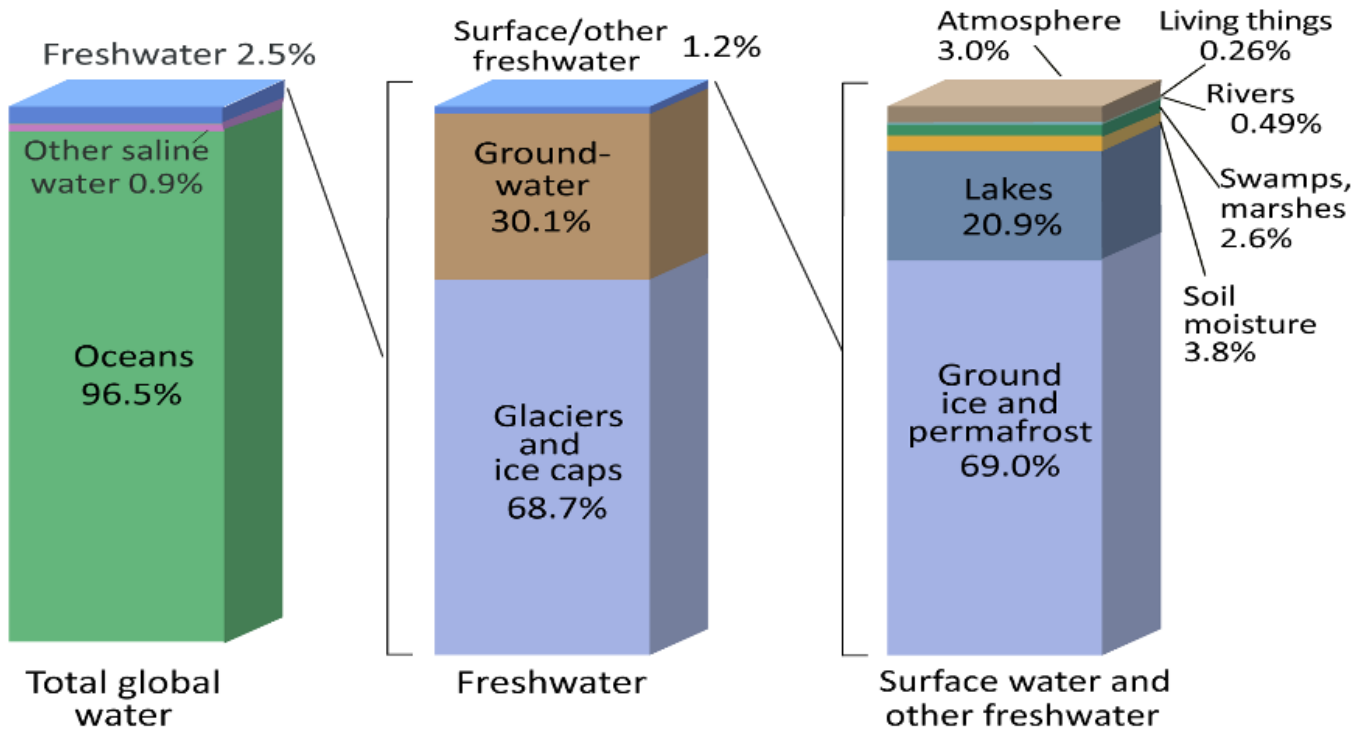 Freshwater 2.5%
Other saline
water 0.9%
Oceans
96.5%
Total global
water
Surface/other
freshwater
1.2%
Ground-
water
30.1%
Glaciers
and
ice caps
68.7%
Freshwater
Atmosphere
3.0%
Living things
0.26%
Rivers
0.49%
Swamps,
marshes
2.6%
Soil
moisture
3.8%
Lakes
20.9%
Ground
ice and
permafrost
69.0%
Surface water and
other freshwater